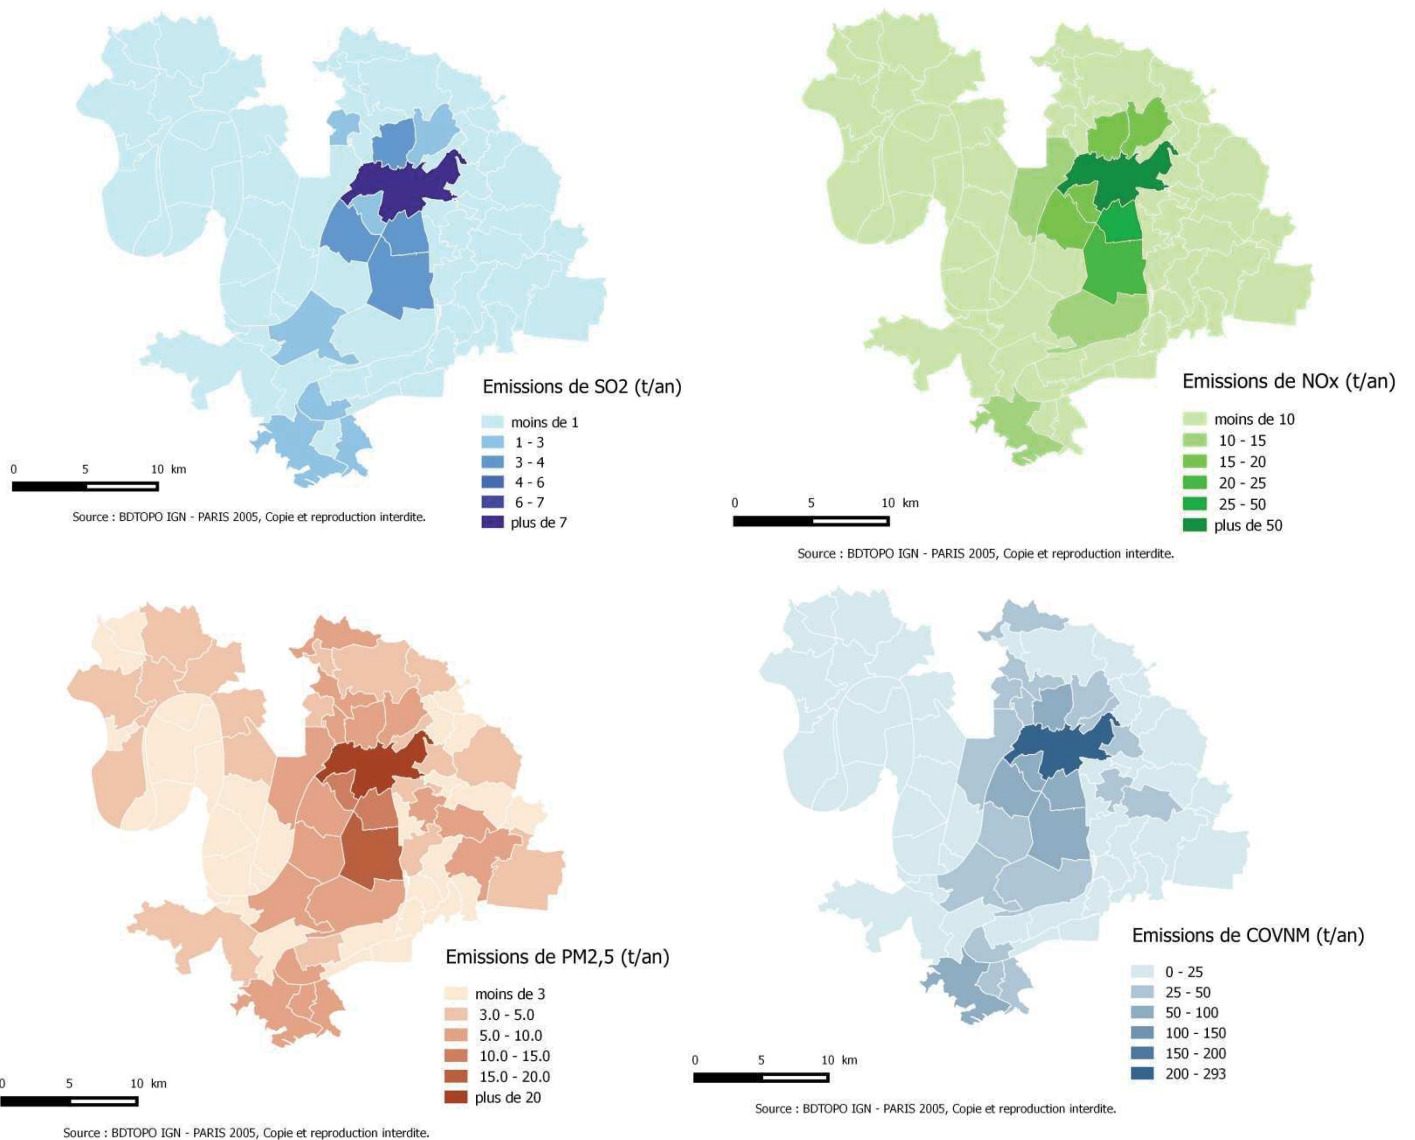 Emissions de SO2 (t/an)
moins de 1
1 - 3
3 - 4
4 - 6
6 - 7
plus de 7
0 5 10 km
Source : BDTOPO IGN - PARIS 2005, Copie et reproduction interdite.
Emissions de NOx (t/an)
moins de 10
10 - 15
15 - 20
20 - 25
25 - 50
plus de 50
0 5 10 km
Source : BDTOPO IGN - PARIS 2005, Copie et reproduction interdite.
Emissions de PM2,5 (t/an)
moins de 3
3.0 - 5.0
5.0 - 10.0
10.0 - 15.0
15.0 - 20.0
plus de 20
0 5 10 km
Source : BDTOPO IGN - PARIS 2005, Copie et reproduction interdite.
Emissions de COVNM (t/an)
0 - 25
25 - 50
50 - 100
100 - 150
150 - 200
200 - 293
0 5 10 km
Source : BDTOPO IGN - PARIS 2005, Copie et reproduction interdite.